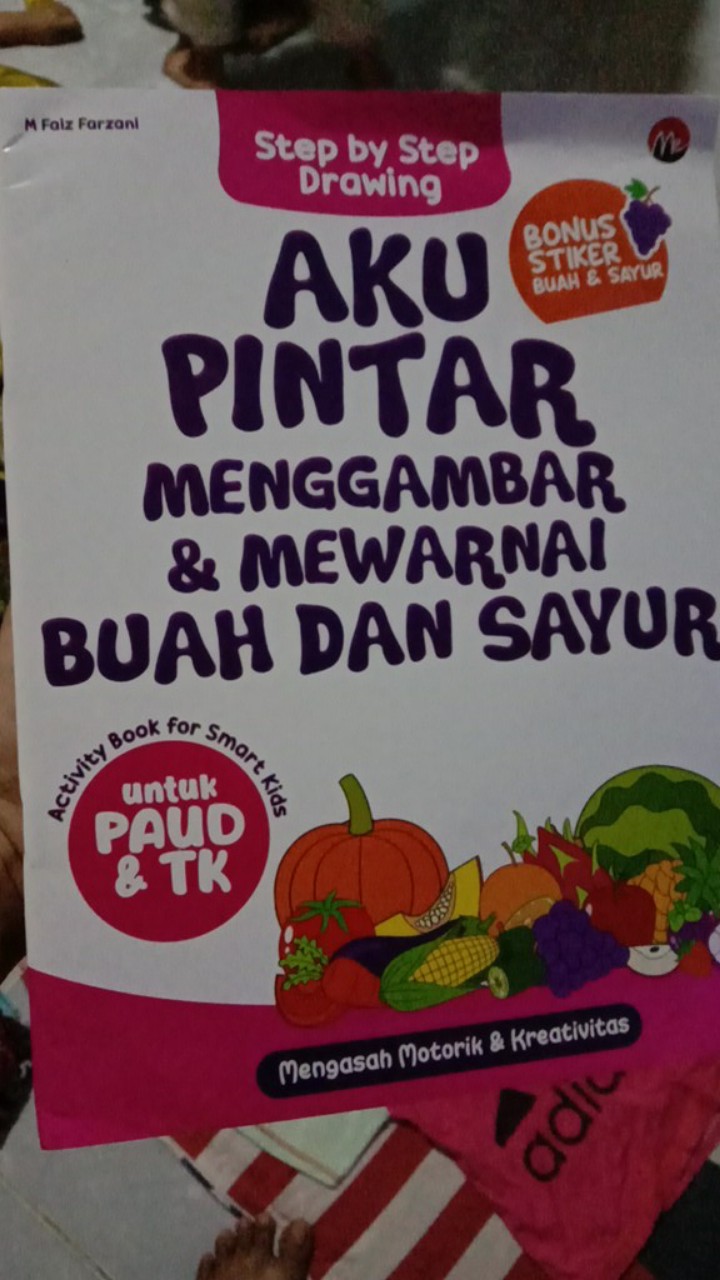 M Faiz Farzani
Step by Step
Drawing
Me
BONUS
STIKER
BUAH & SAYUR
AKU
PINTAR
MENGGAMBAR
& MEWARNAI
BUAH DAN SAYUR
Activity Book for Smart Kids
untuk
PAUD
& TK
Mengasah Motorik & Kreativitas